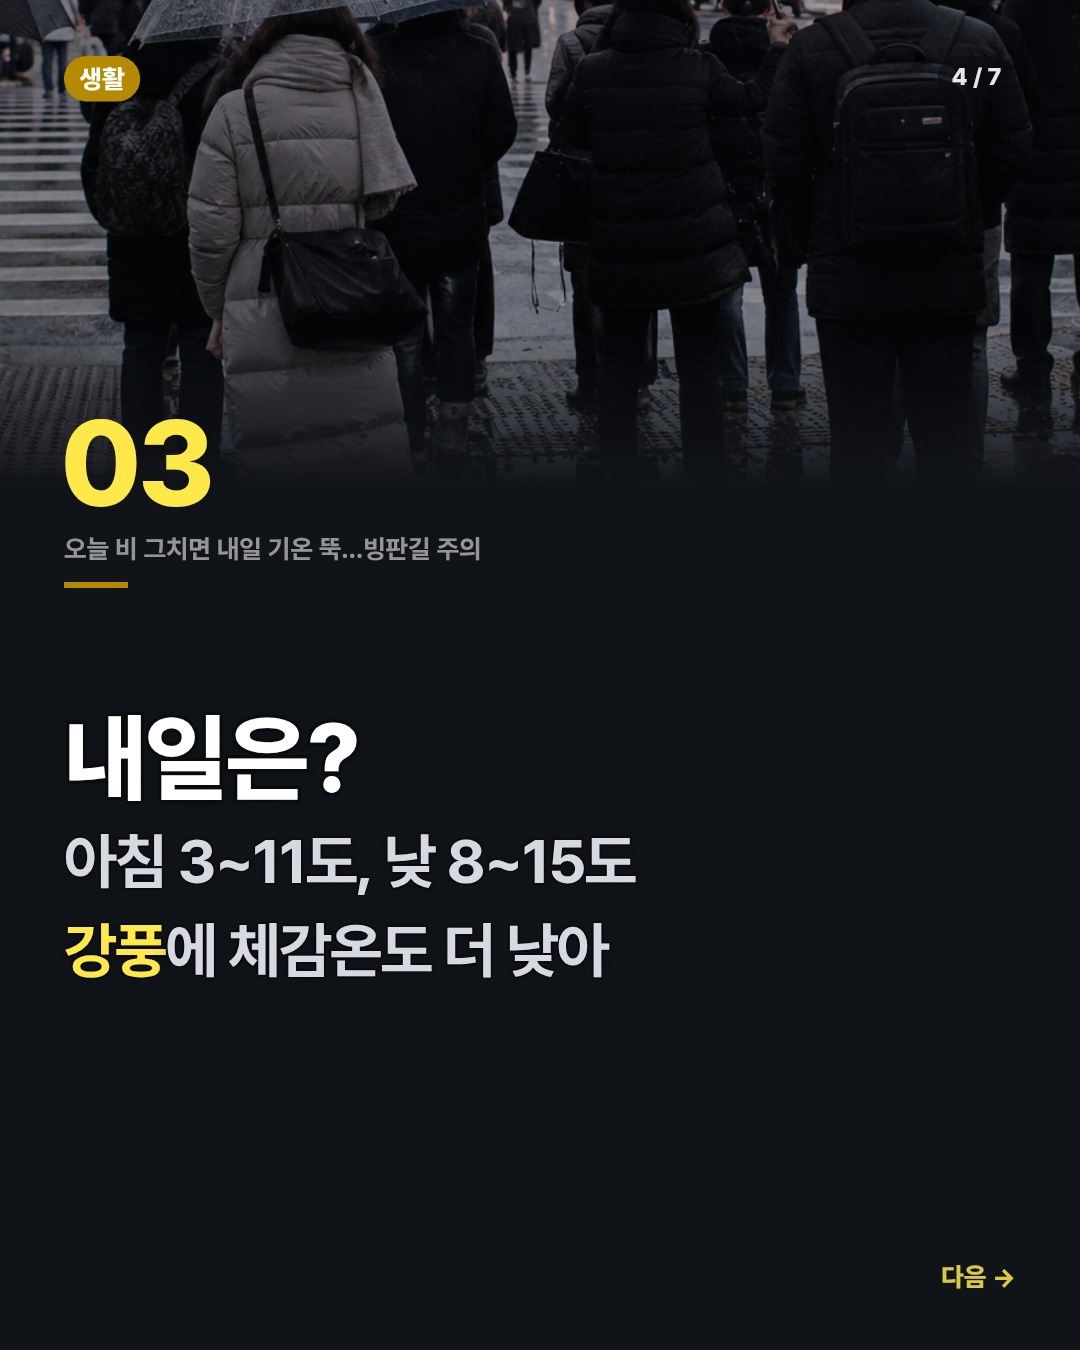 생활
4 / 7
03
오늘 비 그치면 내일 기온 뚝…빙판길 주의
내일은?
아침 3~11도, 낮 8~15도
강풍에 체감온도 더 낮아
다음 →